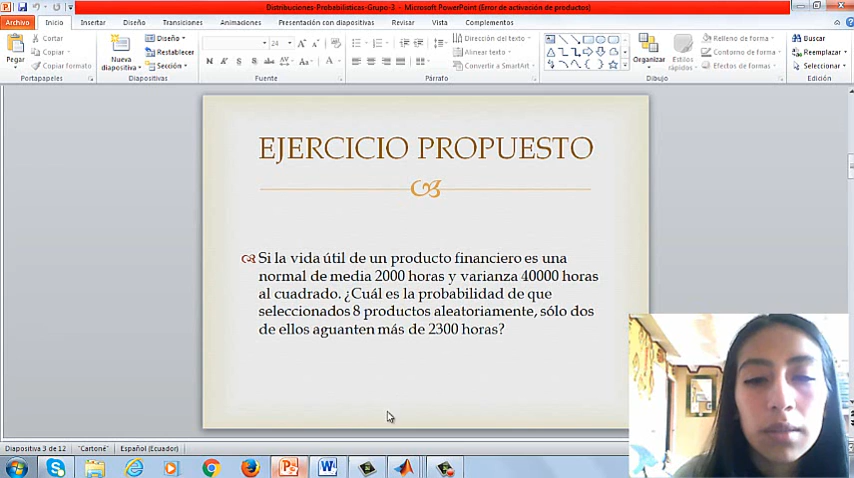 Distribuciones-Probabilísticas-Grupo-3. - Microsoft PowerPoint (Error de activación de productos)
Archivo Inicio Insertar Diseño Transiciones Animaciones Presentación con diapositivas Revisar Vista Complementos
Cortar
Copiar
Copiar formato
Pegar
Portapapeles
Nueva diapositiva
Diseño
Restablecer
Sección
Diapositivas
24
Fuente
Dirección del texto
Alinear texto
Convertir a SmartArt
Párrafo
Organizar
Estilos rápidos
Relleno de forma
Contorno de forma
Efectos de formas
Dibujo
Buscar
Reemplazar
Seleccionar
Edición
EJERCICIO PROPUESTO
Si la vida útil de un producto financiero es una
normal de media 2000 horas y varianza 40000 horas
al cuadrado. ¿Cuál es la probabilidad de que
seleccionados 8 productos aleatoriamente, sólo dos
de ellos aguanten más de 2300 horas?
Diapositiva 3 de 12 "Cartoné" Español (Ecuador)